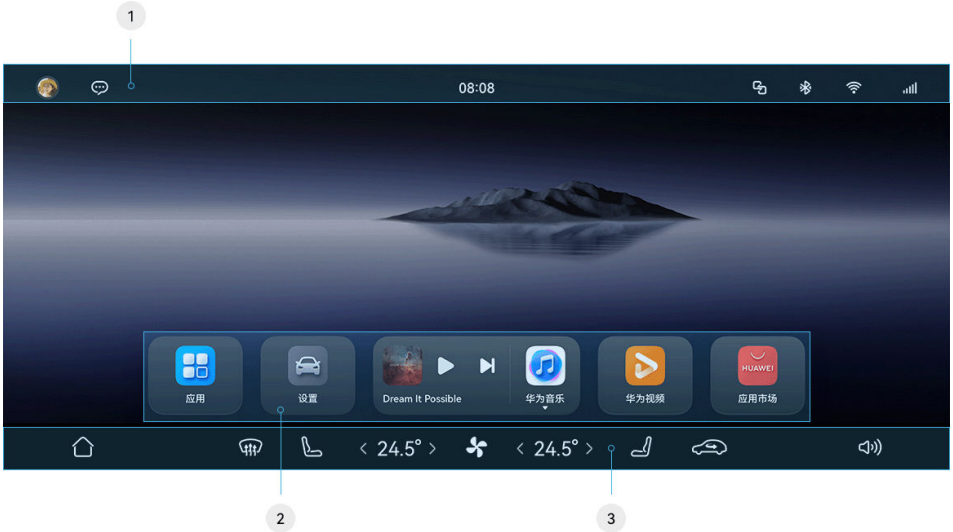 1
08:08
Dream It Possible
HUAWEI
应用
设置
华为音乐
华为视频
应用市场
< 24.5° >
< 24.5° >
2
3